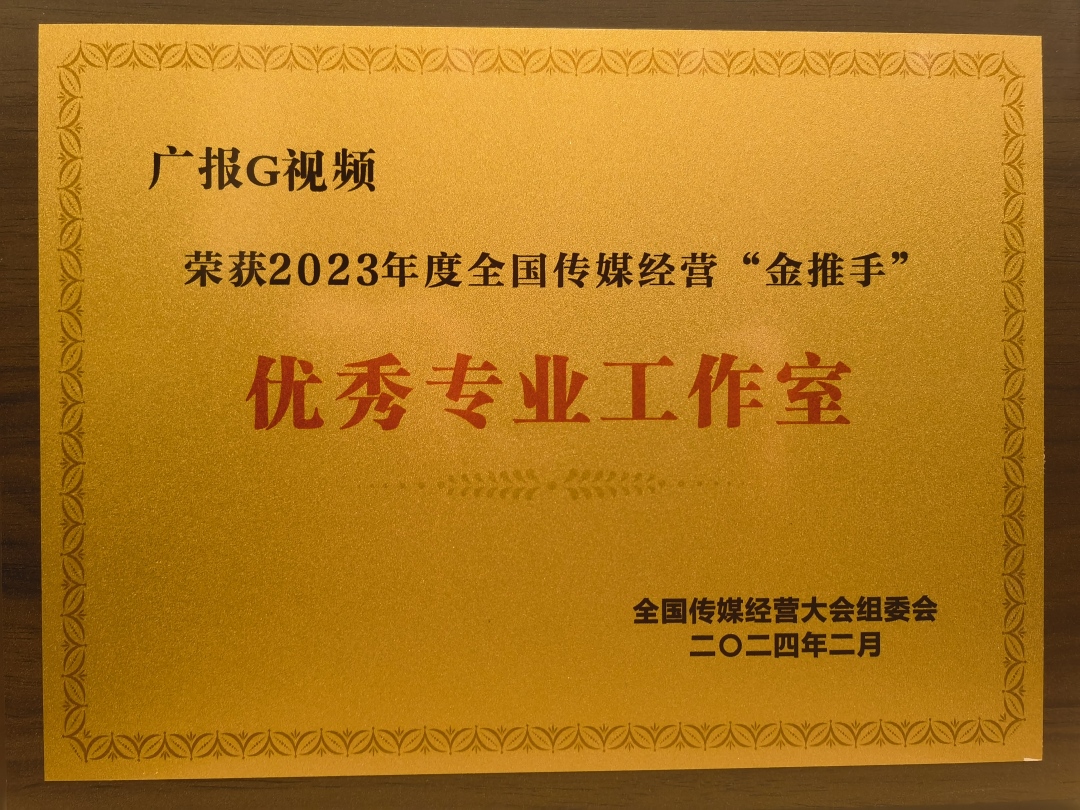 广报G视频
荣获2023年度全国传媒经营“金推手”
优秀专业工作室
全国传媒经营大会组委会
二〇二四年二月